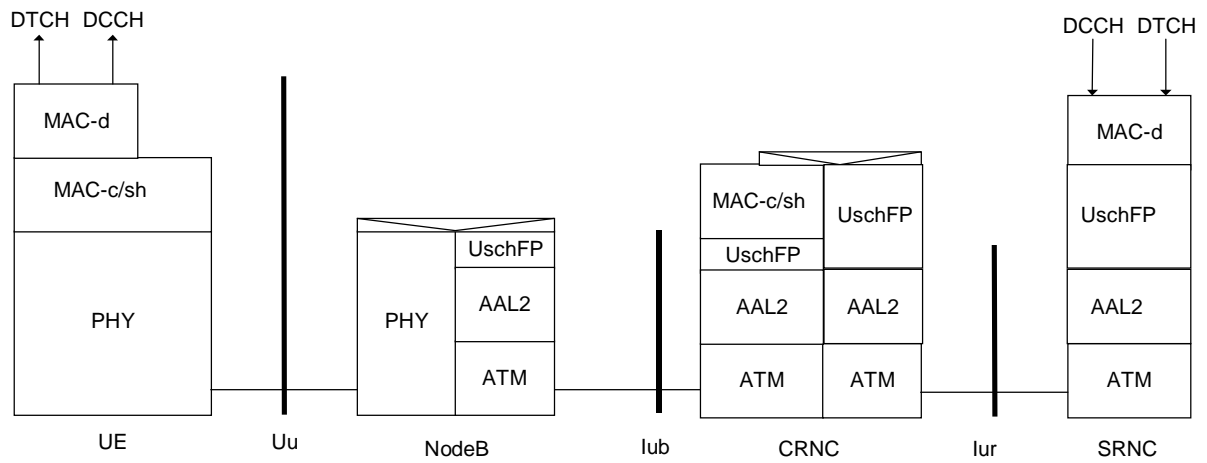 DTCH DCCH
DCCH DTCH
MAC-d
MAC-d
MAC-c/sh
MAC-c/sh
UschFP
UschFP
UschFP
UschFP
PHY
PHY
AAL2
AAL2
AAL2
AAL2
ATM
ATM
ATM
ATM
UE
Uu
NodeB
Iub
CRNC
Iur
SRNC